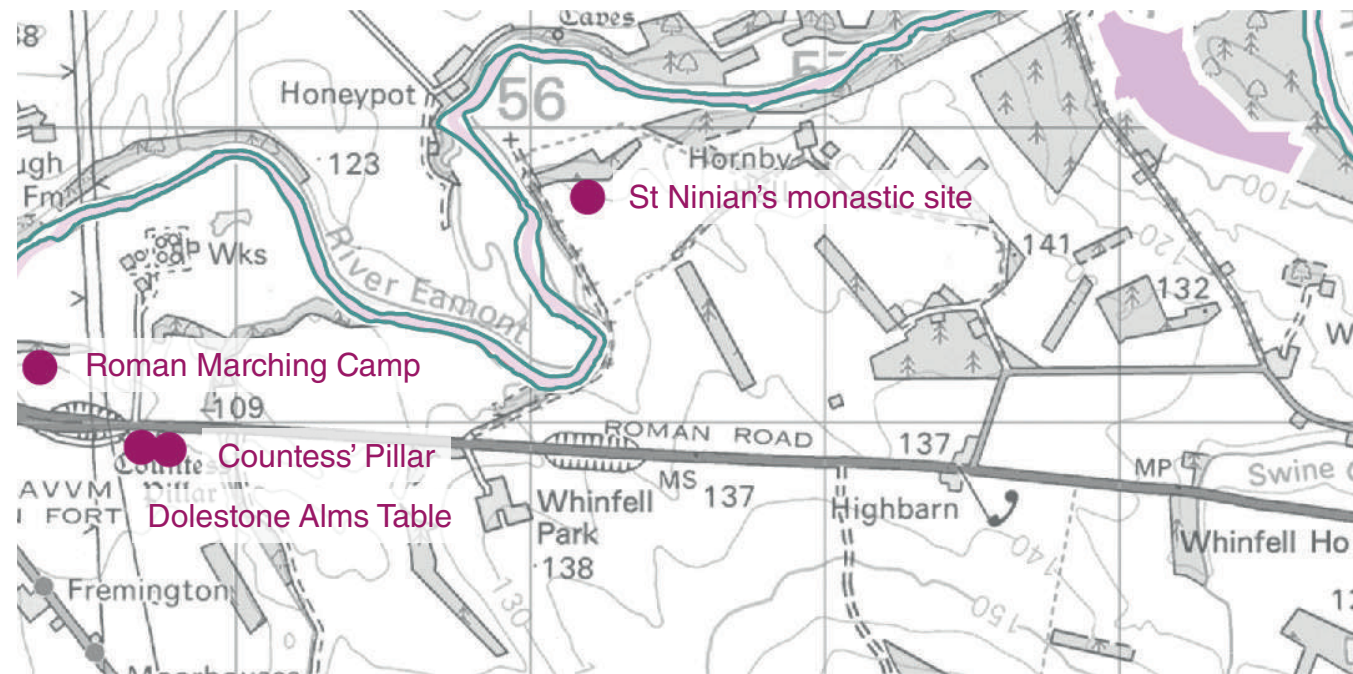 Caves
Honeypot
56
123
Hornby
St Ninian's monastic site
Fm
Wks
River Eamont
141
120
100
132
Roman Marching Camp
109
ROMAN ROAD
137
MP
Swine
Countess' Pillar
MS
137
AVVM
FORT
Pillar
Dolestone Alms Table
Whinfell
Park
Highbarn
140
Whinfell Ho
138
130
150
Fremington